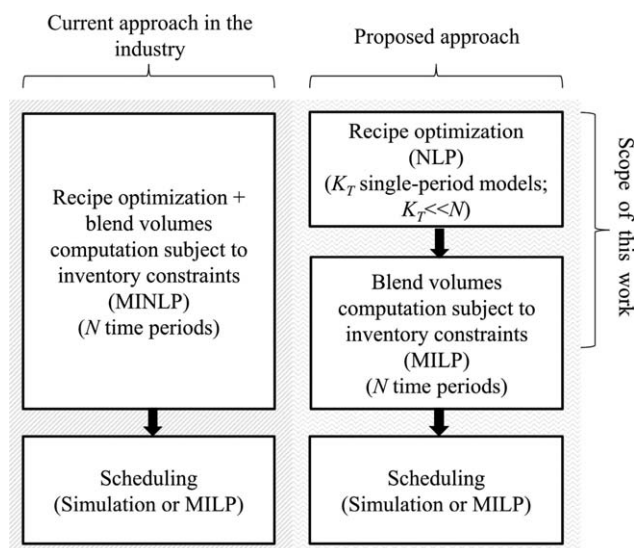 Current approach in the
industry
Proposed approach
Recipe optimization +
blend volumes
computation subject to
inventory constraints
(MINLP)
(N time periods)
Recipe optimization
(NLP)
(K_T single-period models;
K_T<<N)
Blend volumes
computation subject to
inventory constraints
(MILP)
(N time periods)
Scheduling
(Simulation or MILP)
Scheduling
(Simulation or MILP)
Scope of this work